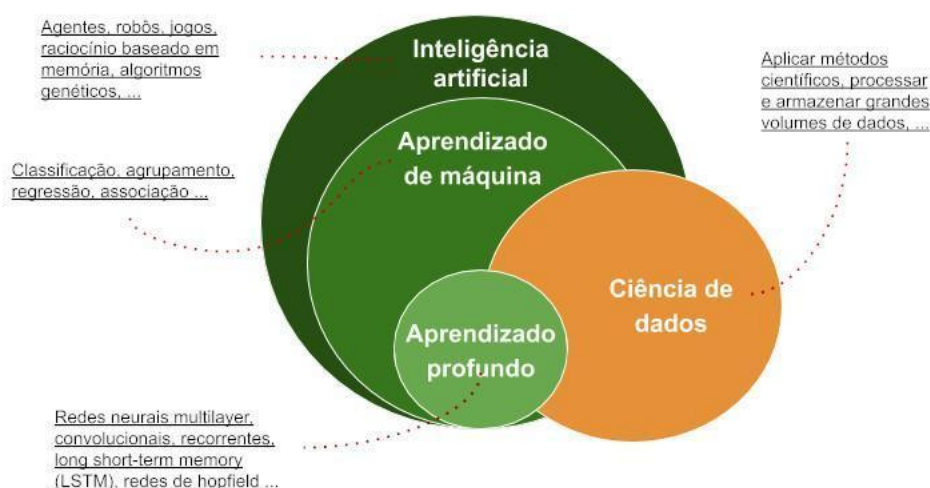 Agentes, robôs, jogos,
raciocínio baseado em
memória, algoritmos
genéticos, ...
Inteligência
artificial
Aplicar métodos
científicos, processar
e armazenar grandes
volumes de dados, ...
Aprendizado
de máquina
Classificação, agrupamento,
regressão, associação ...
Ciência de
dados
Aprendizado
profundo
Redes neurais multilayer,
convolucionais, recorrentes,
long short-term memory
(LSTM), redes de hopfield ...